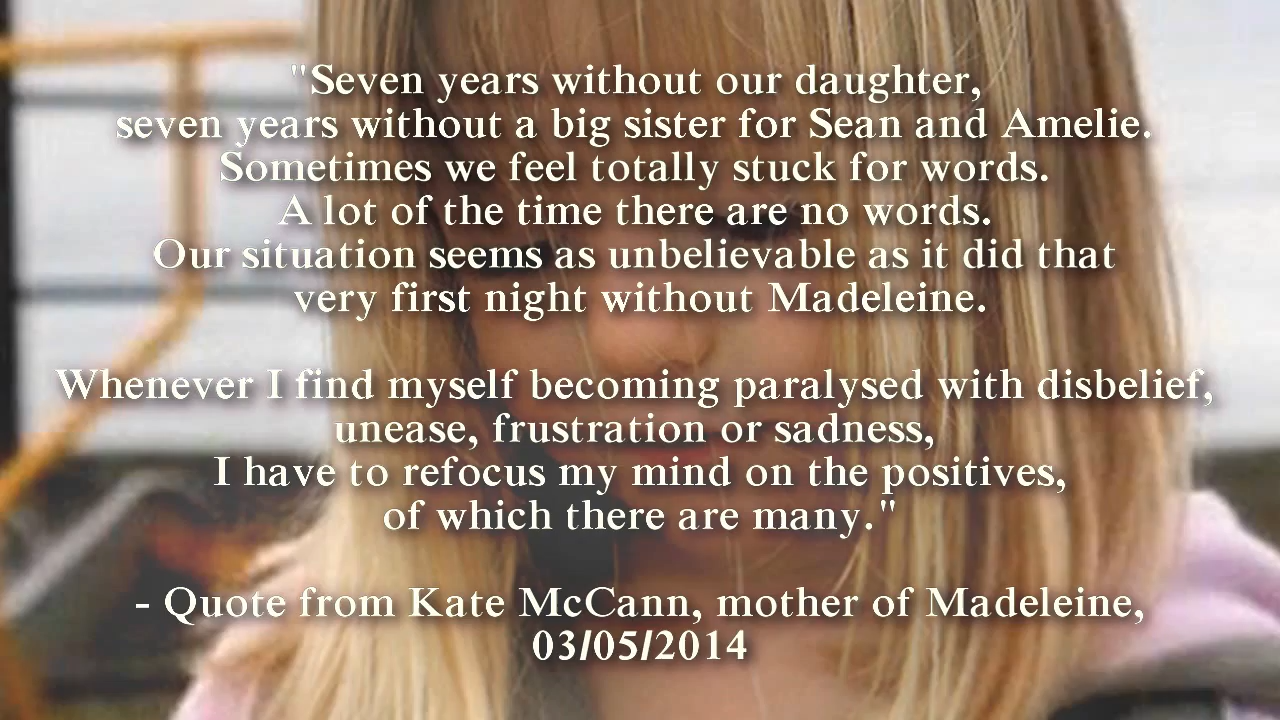 "Seven years without our daughter,
seven years without a big sister for Sean and Amelie.
Sometimes we feel totally stuck for words.
A lot of the time there are no words.
Our situation seems as unbelievable as it did that
very first night without Madeleine.
Whenever I find myself becoming paralysed with disbelief,
unease, frustration or sadness,
I have to refocus my mind on the positives,
of which there are many."
- Quote from Kate McCann, mother of Madeleine,
03/05/2014